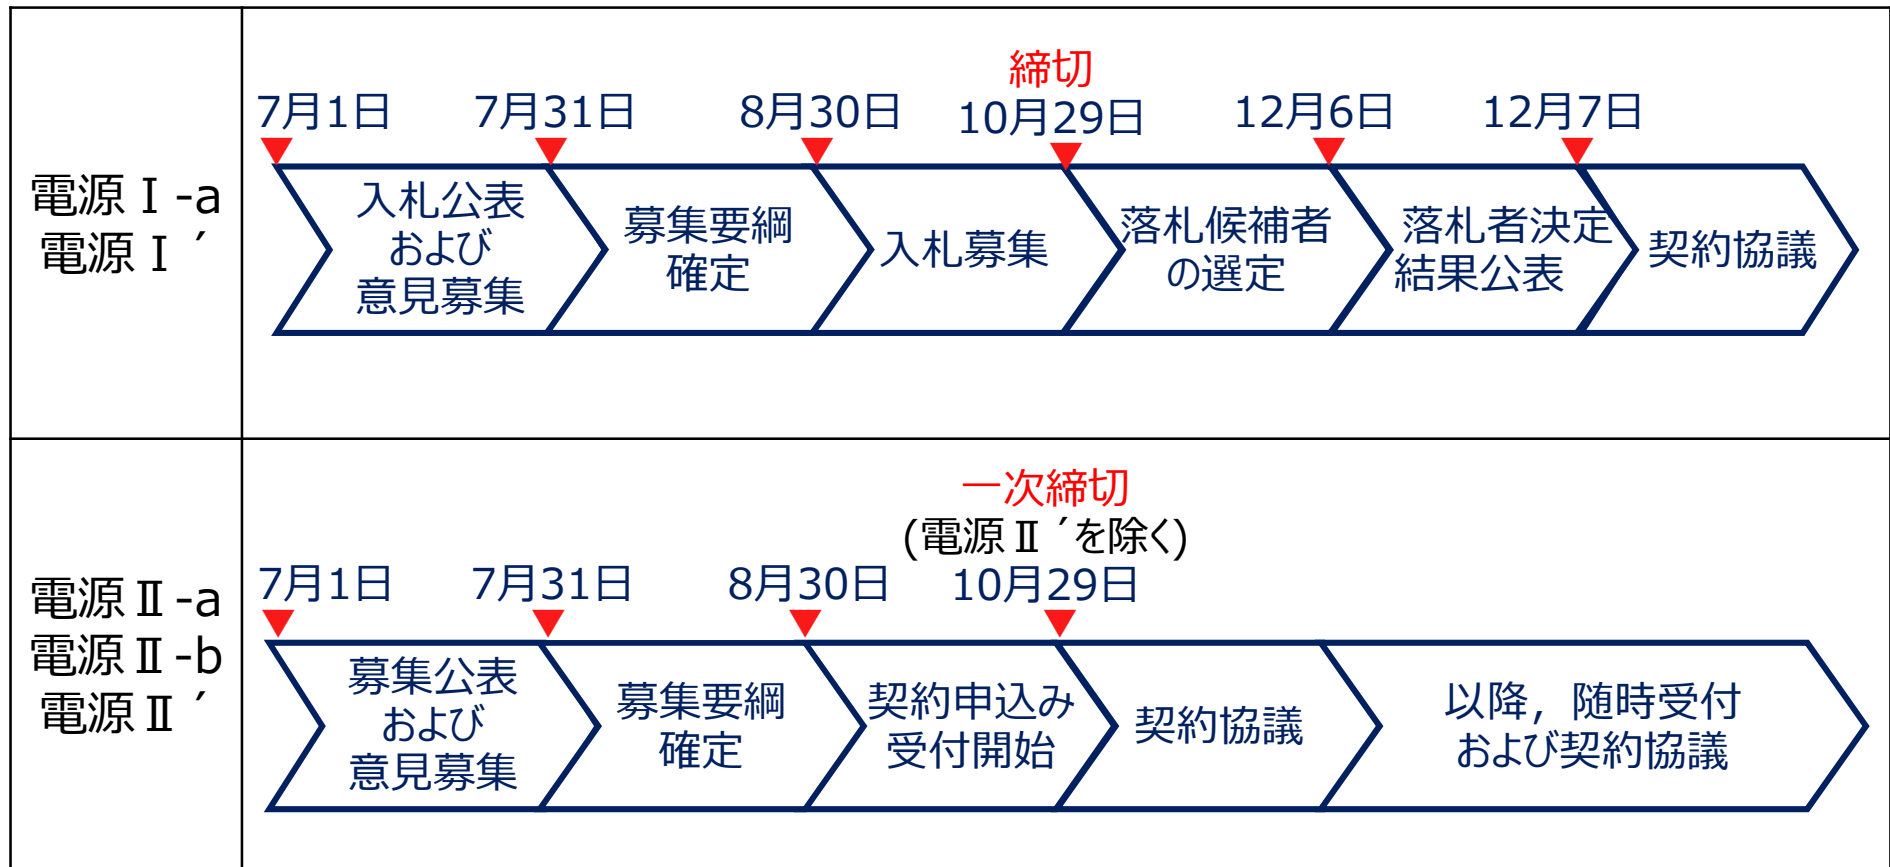 電源Ⅰ-a
電源Ⅰ´
締切
7月1日
7月31日
8月30日
10月29日
12月6日
12月7日
入札公表
および
意見募集
募集要綱
確定
入札募集
落札候補者
の選定
落札者決定
結果公表
契約協議
電源Ⅱ-a
電源Ⅱ-b
電源Ⅱ´
一次締切
(電源Ⅱ´を除く)
7月1日
7月31日
8月30日
10月29日
募集公表
および
意見募集
募集要綱
確定
契約申込み
受付開始
契約協議
以降，随時受付
および契約協議